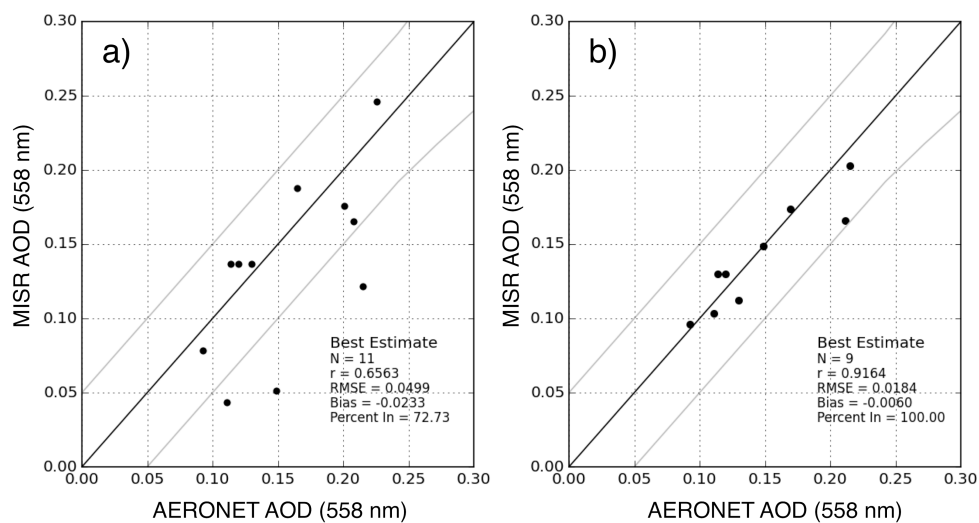 a)
0.30
0.25
0.20
0.15
0.10
0.05
0.00
MISR AOD (558 nm)
Best Estimate
N = 11
r = 0.6563
RMSE = 0.0499
Bias = -0.0233
Percent In = 72.73
0.00 0.05 0.10 0.15 0.20 0.25 0.30
AERONET AOD (558 nm)
b)
0.30
0.25
0.20
0.15
0.10
0.05
0.00
MISR AOD (558 nm)
Best Estimate
N = 9
r = 0.9164
RMSE = 0.0184
Bias = -0.0060
Percent In = 100.00
0.00 0.05 0.10 0.15 0.20 0.25 0.30
AERONET AOD (558 nm)